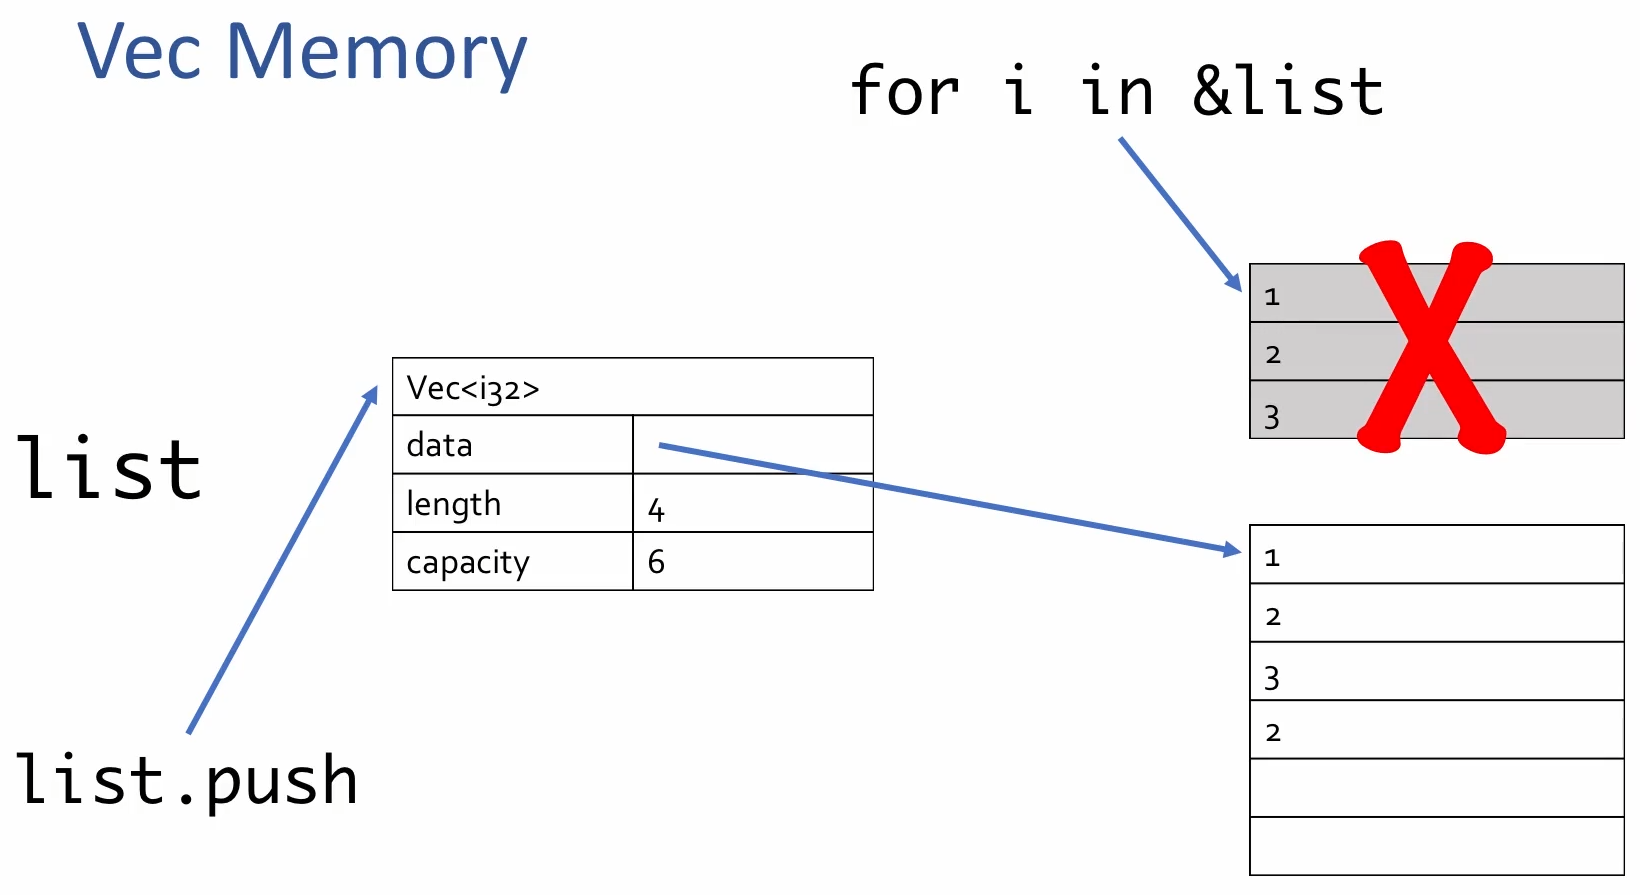 Vec Memory
for i in &list
1
2
3
list
Vec<i32>
data
length 4
capacity 6
1
2
3
2
list.push